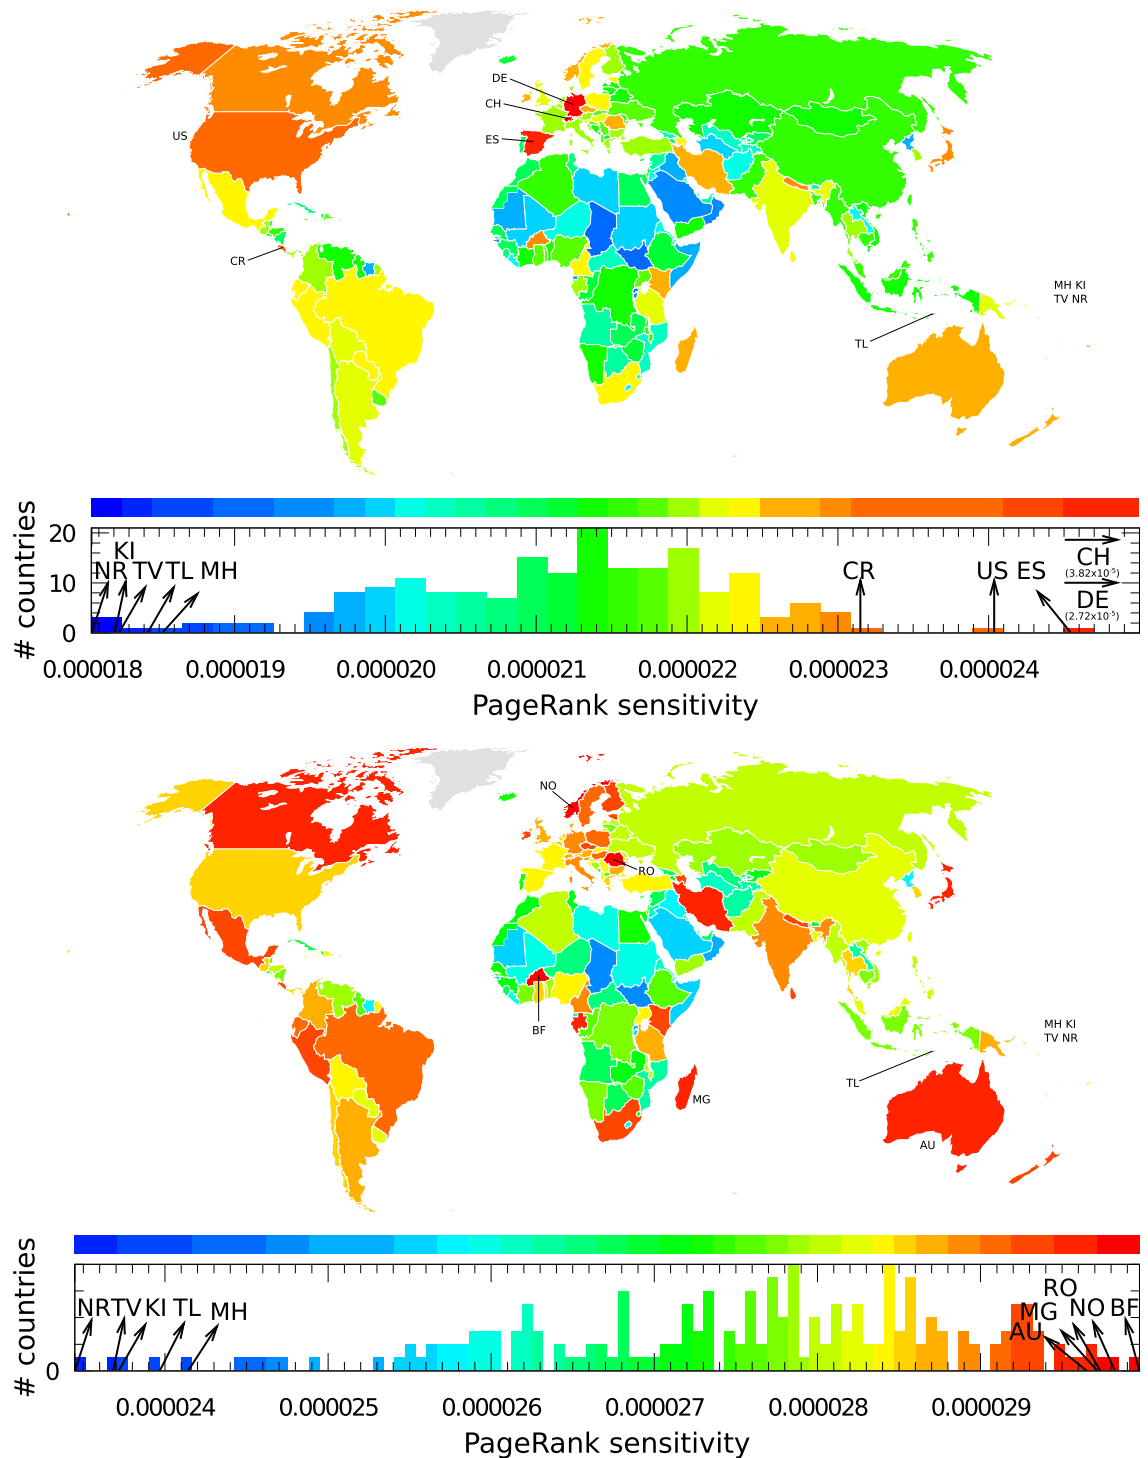 DE
CH
US
ES
CR
MH KI
TV NR
TL
# countries
20
10
0
KI
NR TV TL MH
CR
US ES
CH
(3.82x10⁻⁵)
DE
(2.72x10⁻⁵)
0.000018 0.000019 0.000020 0.000021 0.000022 0.000023 0.000024
PageRank sensitivity
NO
RO
BF
MH KI
TV NR
TL
MG
AU
# countries
0
NR TV KI TL MH
RO
MG NO BF
AU
0.000024 0.000025 0.000026 0.000027 0.000028 0.000029
PageRank sensitivity